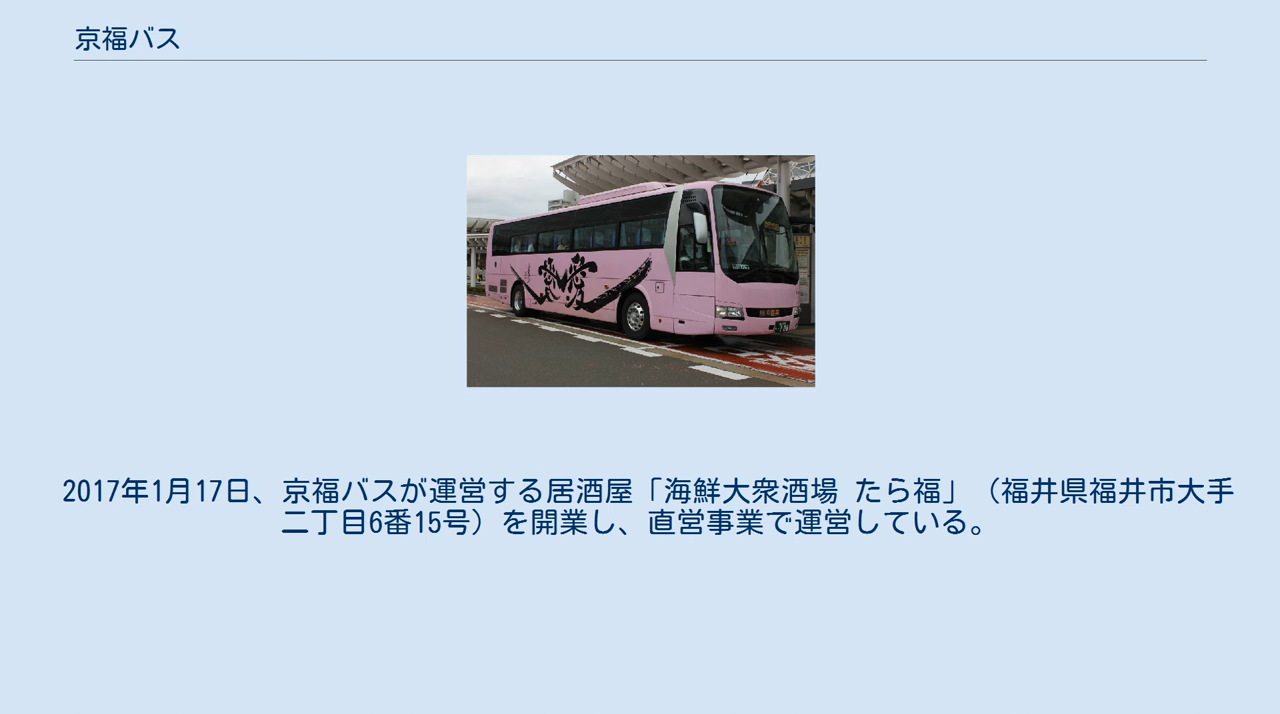 京福バス
愛
2017年1月17日、京福バスが運営する居酒屋「海鮮大衆酒場 たら福」（福井県福井市大手
二丁目6番15号）を開業し、直営事業で運営している。